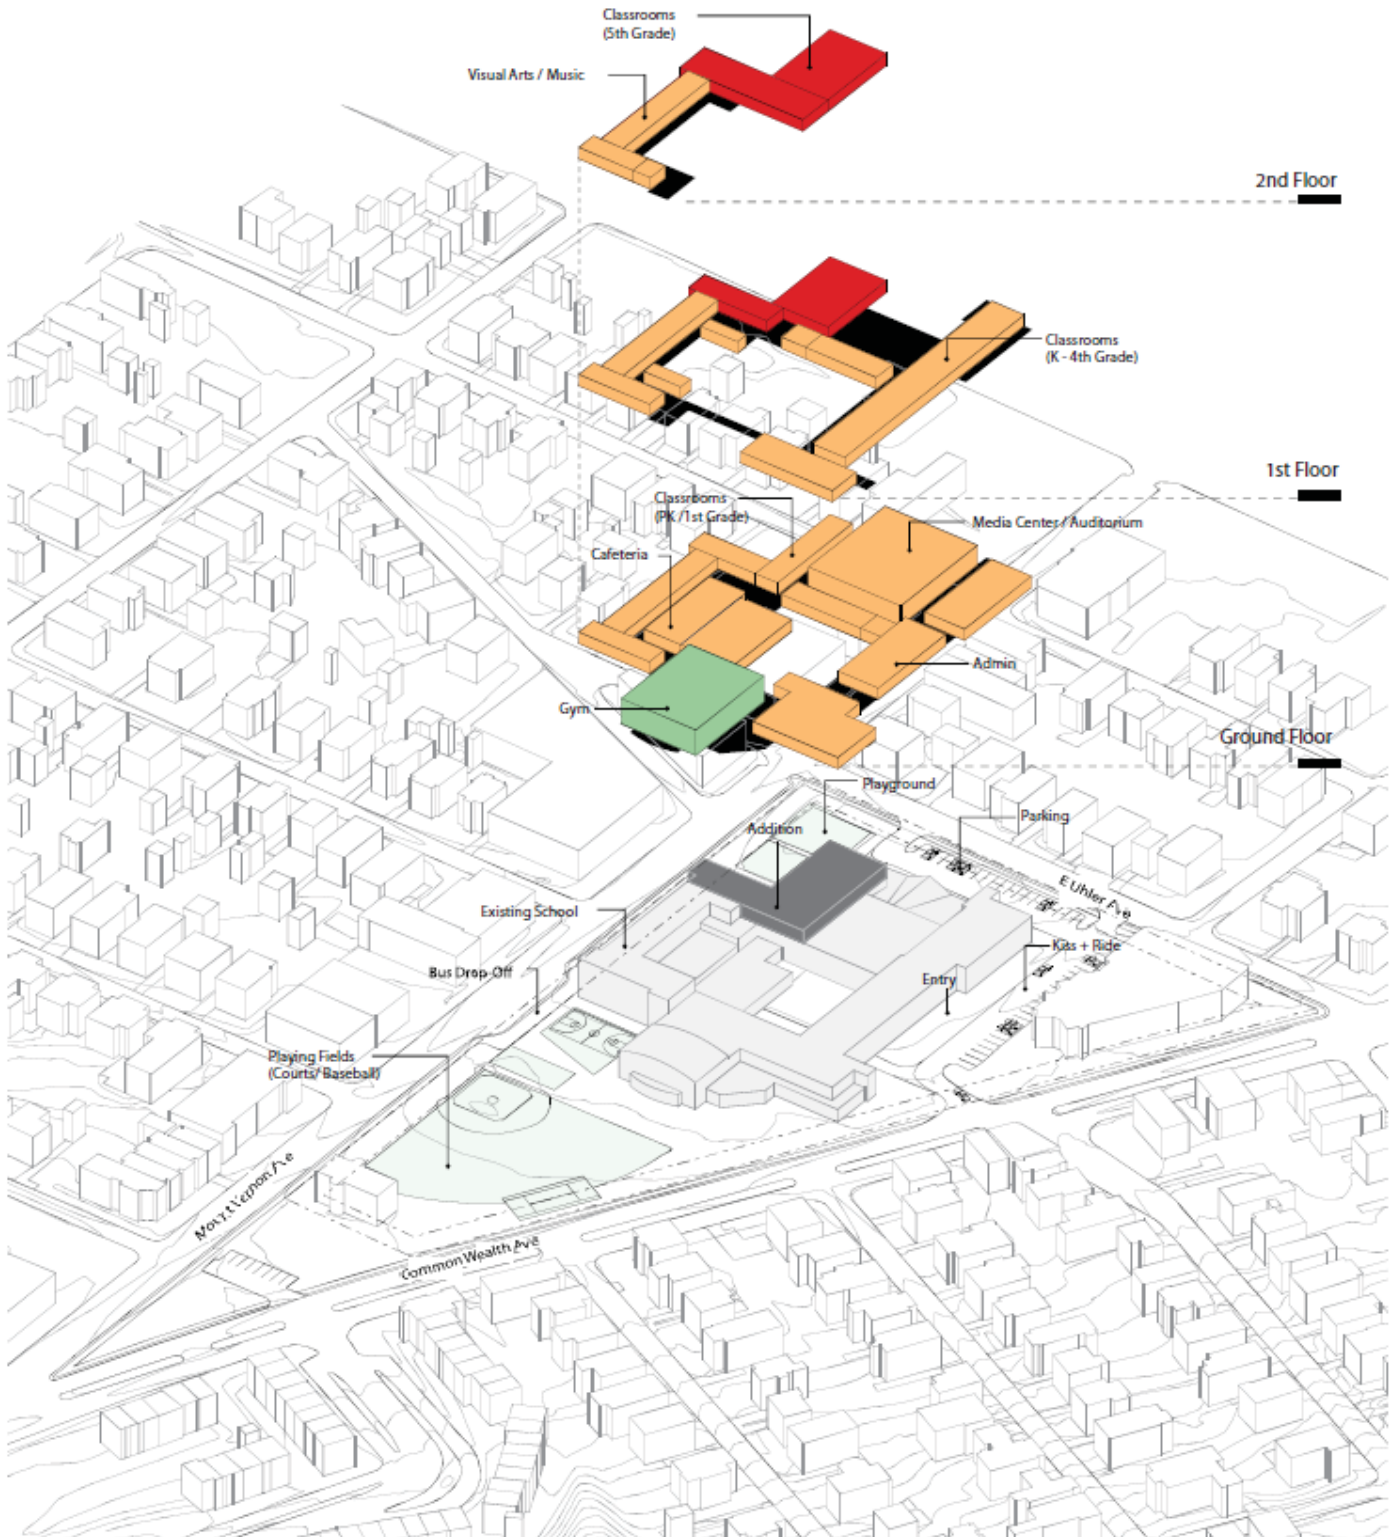 Classrooms
(5th Grade)
Visual Arts / Music
2nd Floor
Classrooms
(K - 4th Grade)
1st Floor
Classrooms
(PK /1st Grade)
Media Center / Auditorium
Cafeteria
Admin
Gym
Ground Floor
Playground
Parking
Addition
E Uhler Ave
Existing School
Kiss + Ride
Bus Drop-Off
Entry
Playing Fields
(Courts/ Baseball)
Mount Vernon Ave
Common Wealth Ave